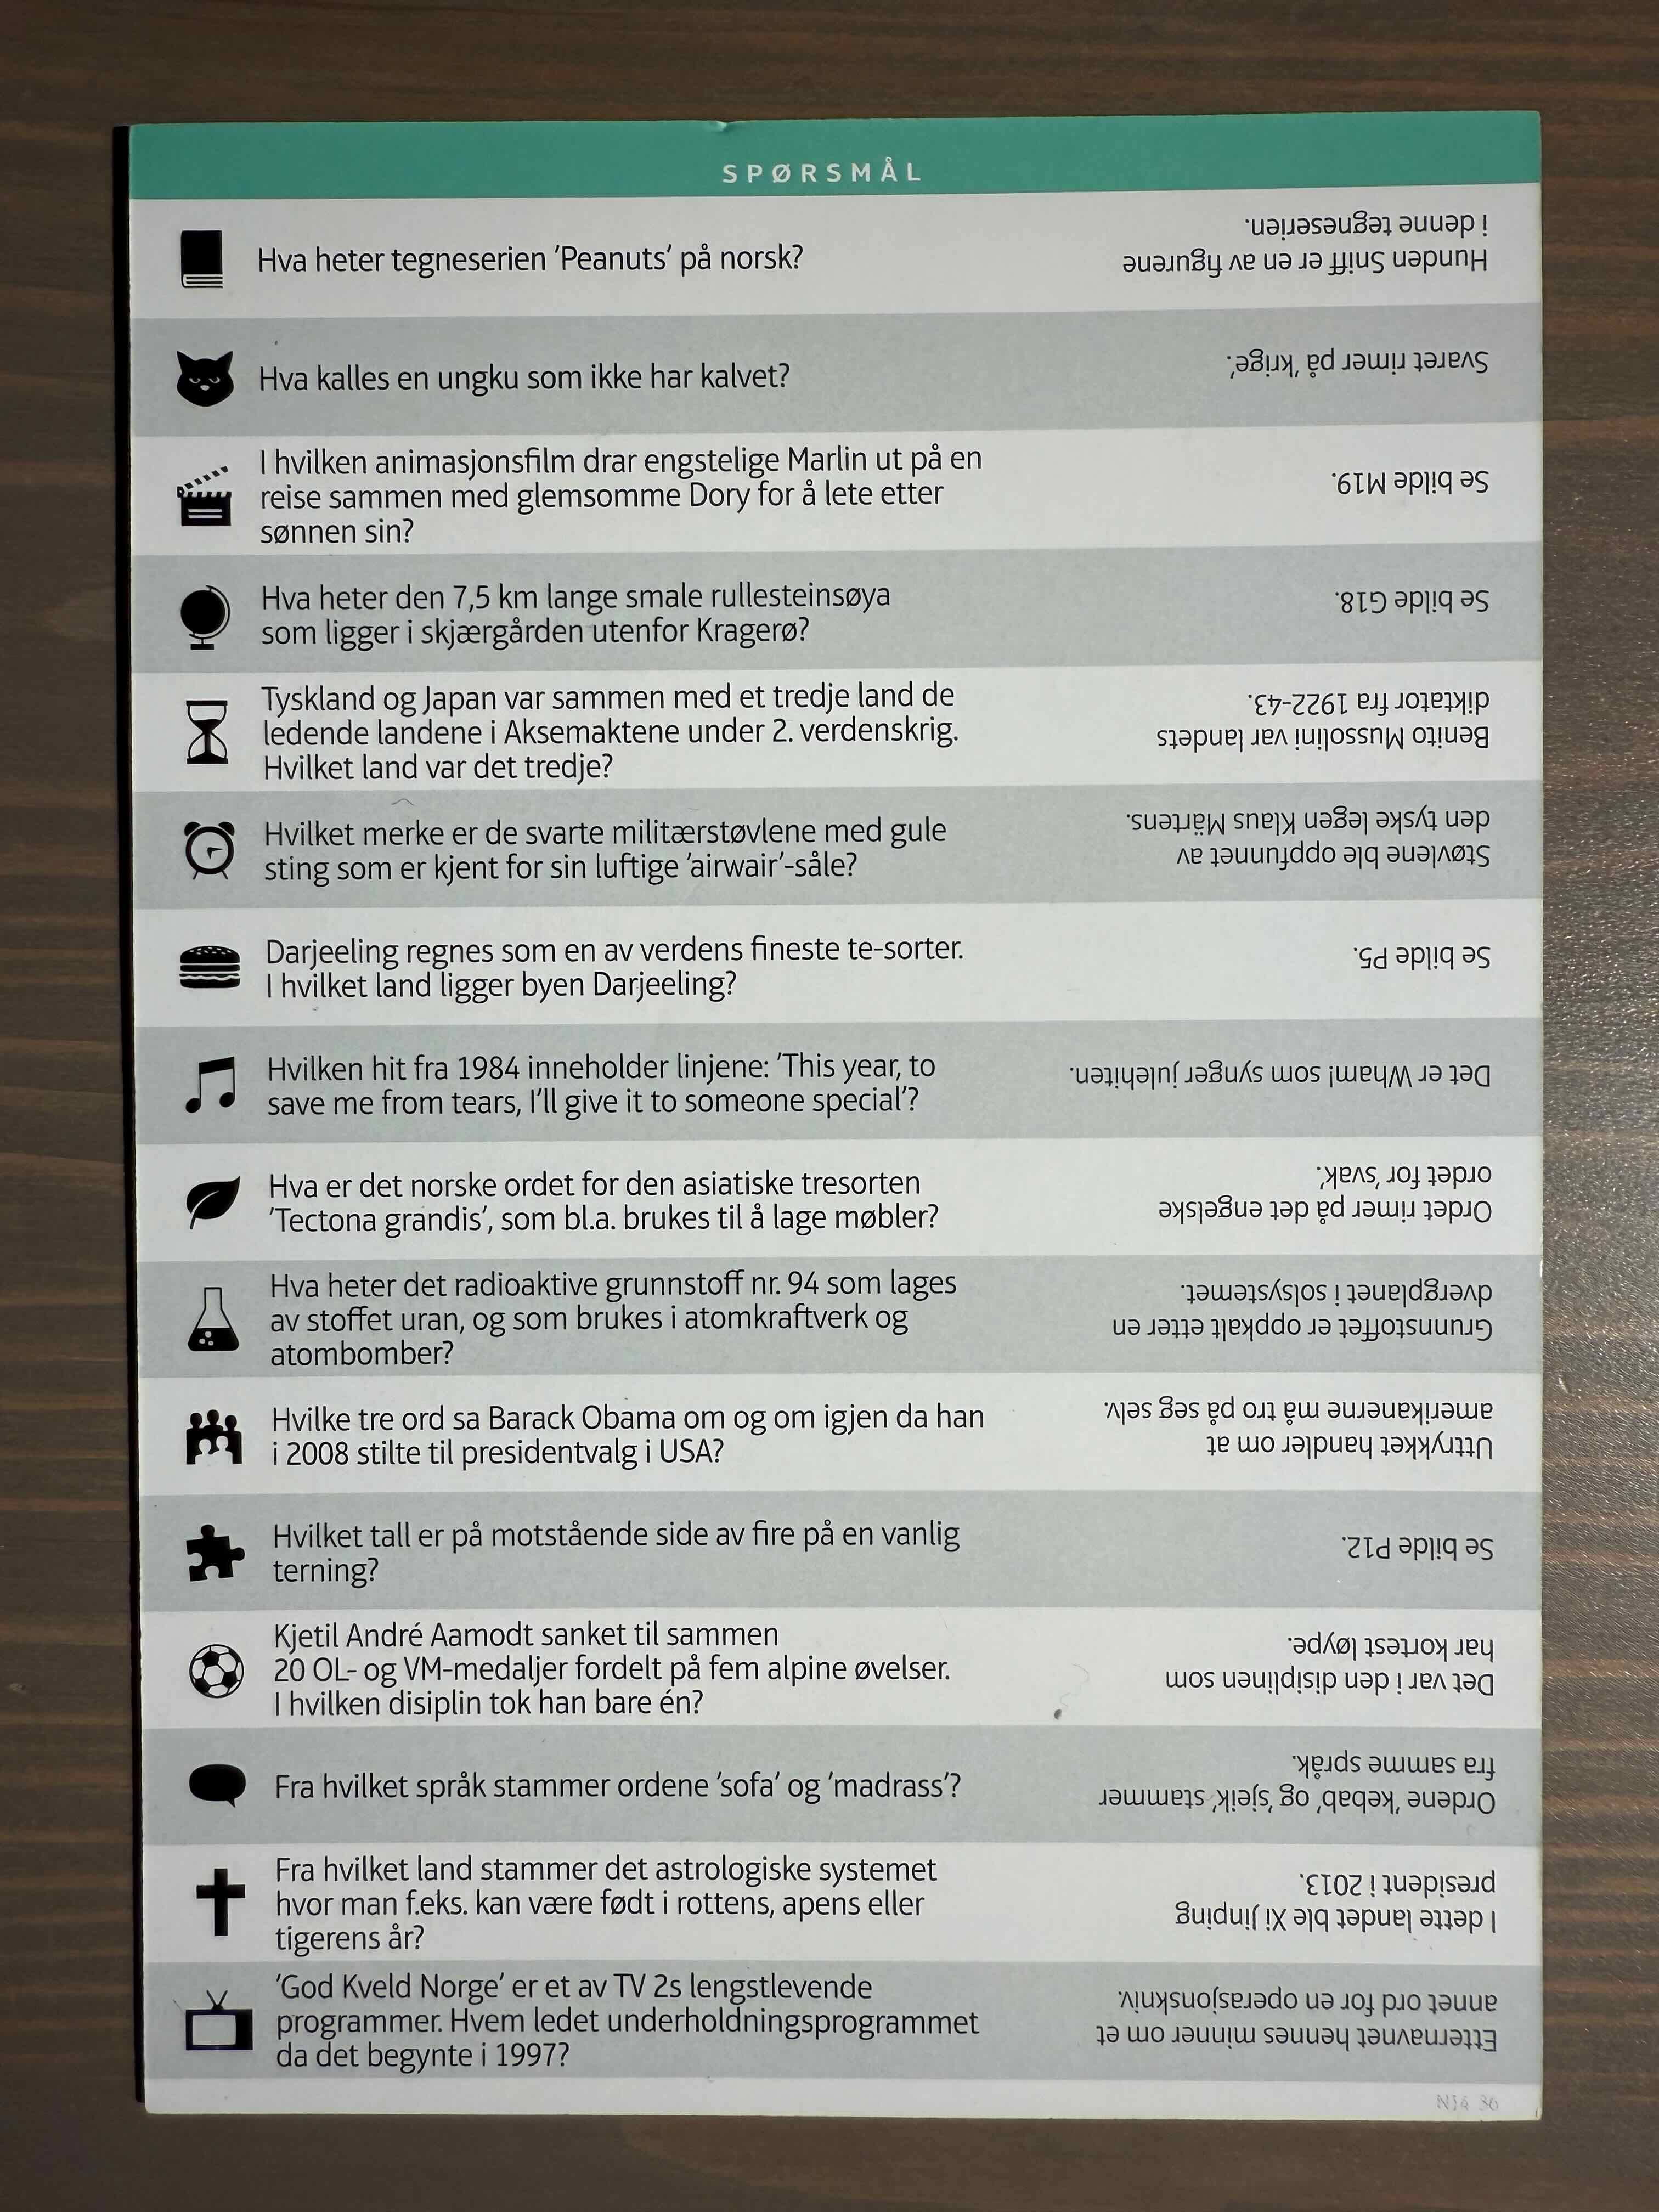 SPØRSMÅL
Hva heter tegneserien 'Peanuts' på norsk?
Hunden Sniff er en av figurene
i denne tegneserien.
Hva kalles en ungku som ikke har kalvet?
Svaret rimer på 'krige'.
I hvilken animasjonsfilm drar engstelige Marlin ut på en
reise sammen med glemsomme Dory for å lete etter
sønnen sin?
Se bilde M19.
Hva heter den 7,5 km lange smale rullesteinsøya
som ligger i skjærgården utenfor Kragerø?
Se bilde G18.
Tyskland og Japan var sammen med et tredje land de
ledende landene i Aksemaktene under 2. verdenskrig.
Hvilket land var det tredje?
Benito Mussolini var landets
diktator fra 1922-43.
Hvilket merke er de svarte militærstøvlene med gule
sting som er kjent for sin luftige 'airwair'-såle?
Støvlene ble oppfunnet av
den tyske legen Klaus Märtens.
Darjeeling regnes som en av verdens fineste te-sorter.
I hvilket land ligger byen Darjeeling?
Se bilde P5.
Hvilken hit fra 1984 inneholder linjene: 'This year, to
save me from tears, I'll give it to someone special'?
Det er Wham! som synger julehiten.
Hva er det norske ordet for den asiatiske tresorten
'Tectona grandis', som bl.a. brukes til å lage møbler?
Ordet rimer på det engelske
ordet for 'svak'.
Hva heter det radioaktive grunnstoff nr. 94 som lages
av stoffet uran, og som brukes i atomkraftverk og
atombomber?
Grunnstoffet er oppkalt etter en
dvergplanet i solsystemet.
Hvilke tre ord sa Barack Obama om og om igjen da han
i 2008 stilte til presidentvalg i USA?
Uttrykket handler om at
amerikanerne må tro på seg selv.
Hvilket tall er på motstående side av fire på en vanlig
terning?
Se bilde P12.
Kjetil André Aamodt sanket til sammen
20 OL- og VM-medaljer fordelt på fem alpine øvelser.
I hvilken disiplin tok han bare én?
Det var i den disiplinen som
har kortest løype.
Fra hvilket språk stammer ordene 'sofa' og 'madrass'?
Ordene 'kebab' og 'sjeik' stammer
fra samme språk.
Fra hvilket land stammer det astrologiske systemet
hvor man f.eks. kan være født i rottens, apens eller
tigerens år?
I dette landet ble Xi Jinping
president i 2013.
'God Kveld Norge' er et av TV 2s lengstlevende
programmer. Hvem ledet underholdningsprogrammet
da det begynte i 1997?
Etternavnet hennes minner om et
annet ord for en operasjonskniv.
N14 36